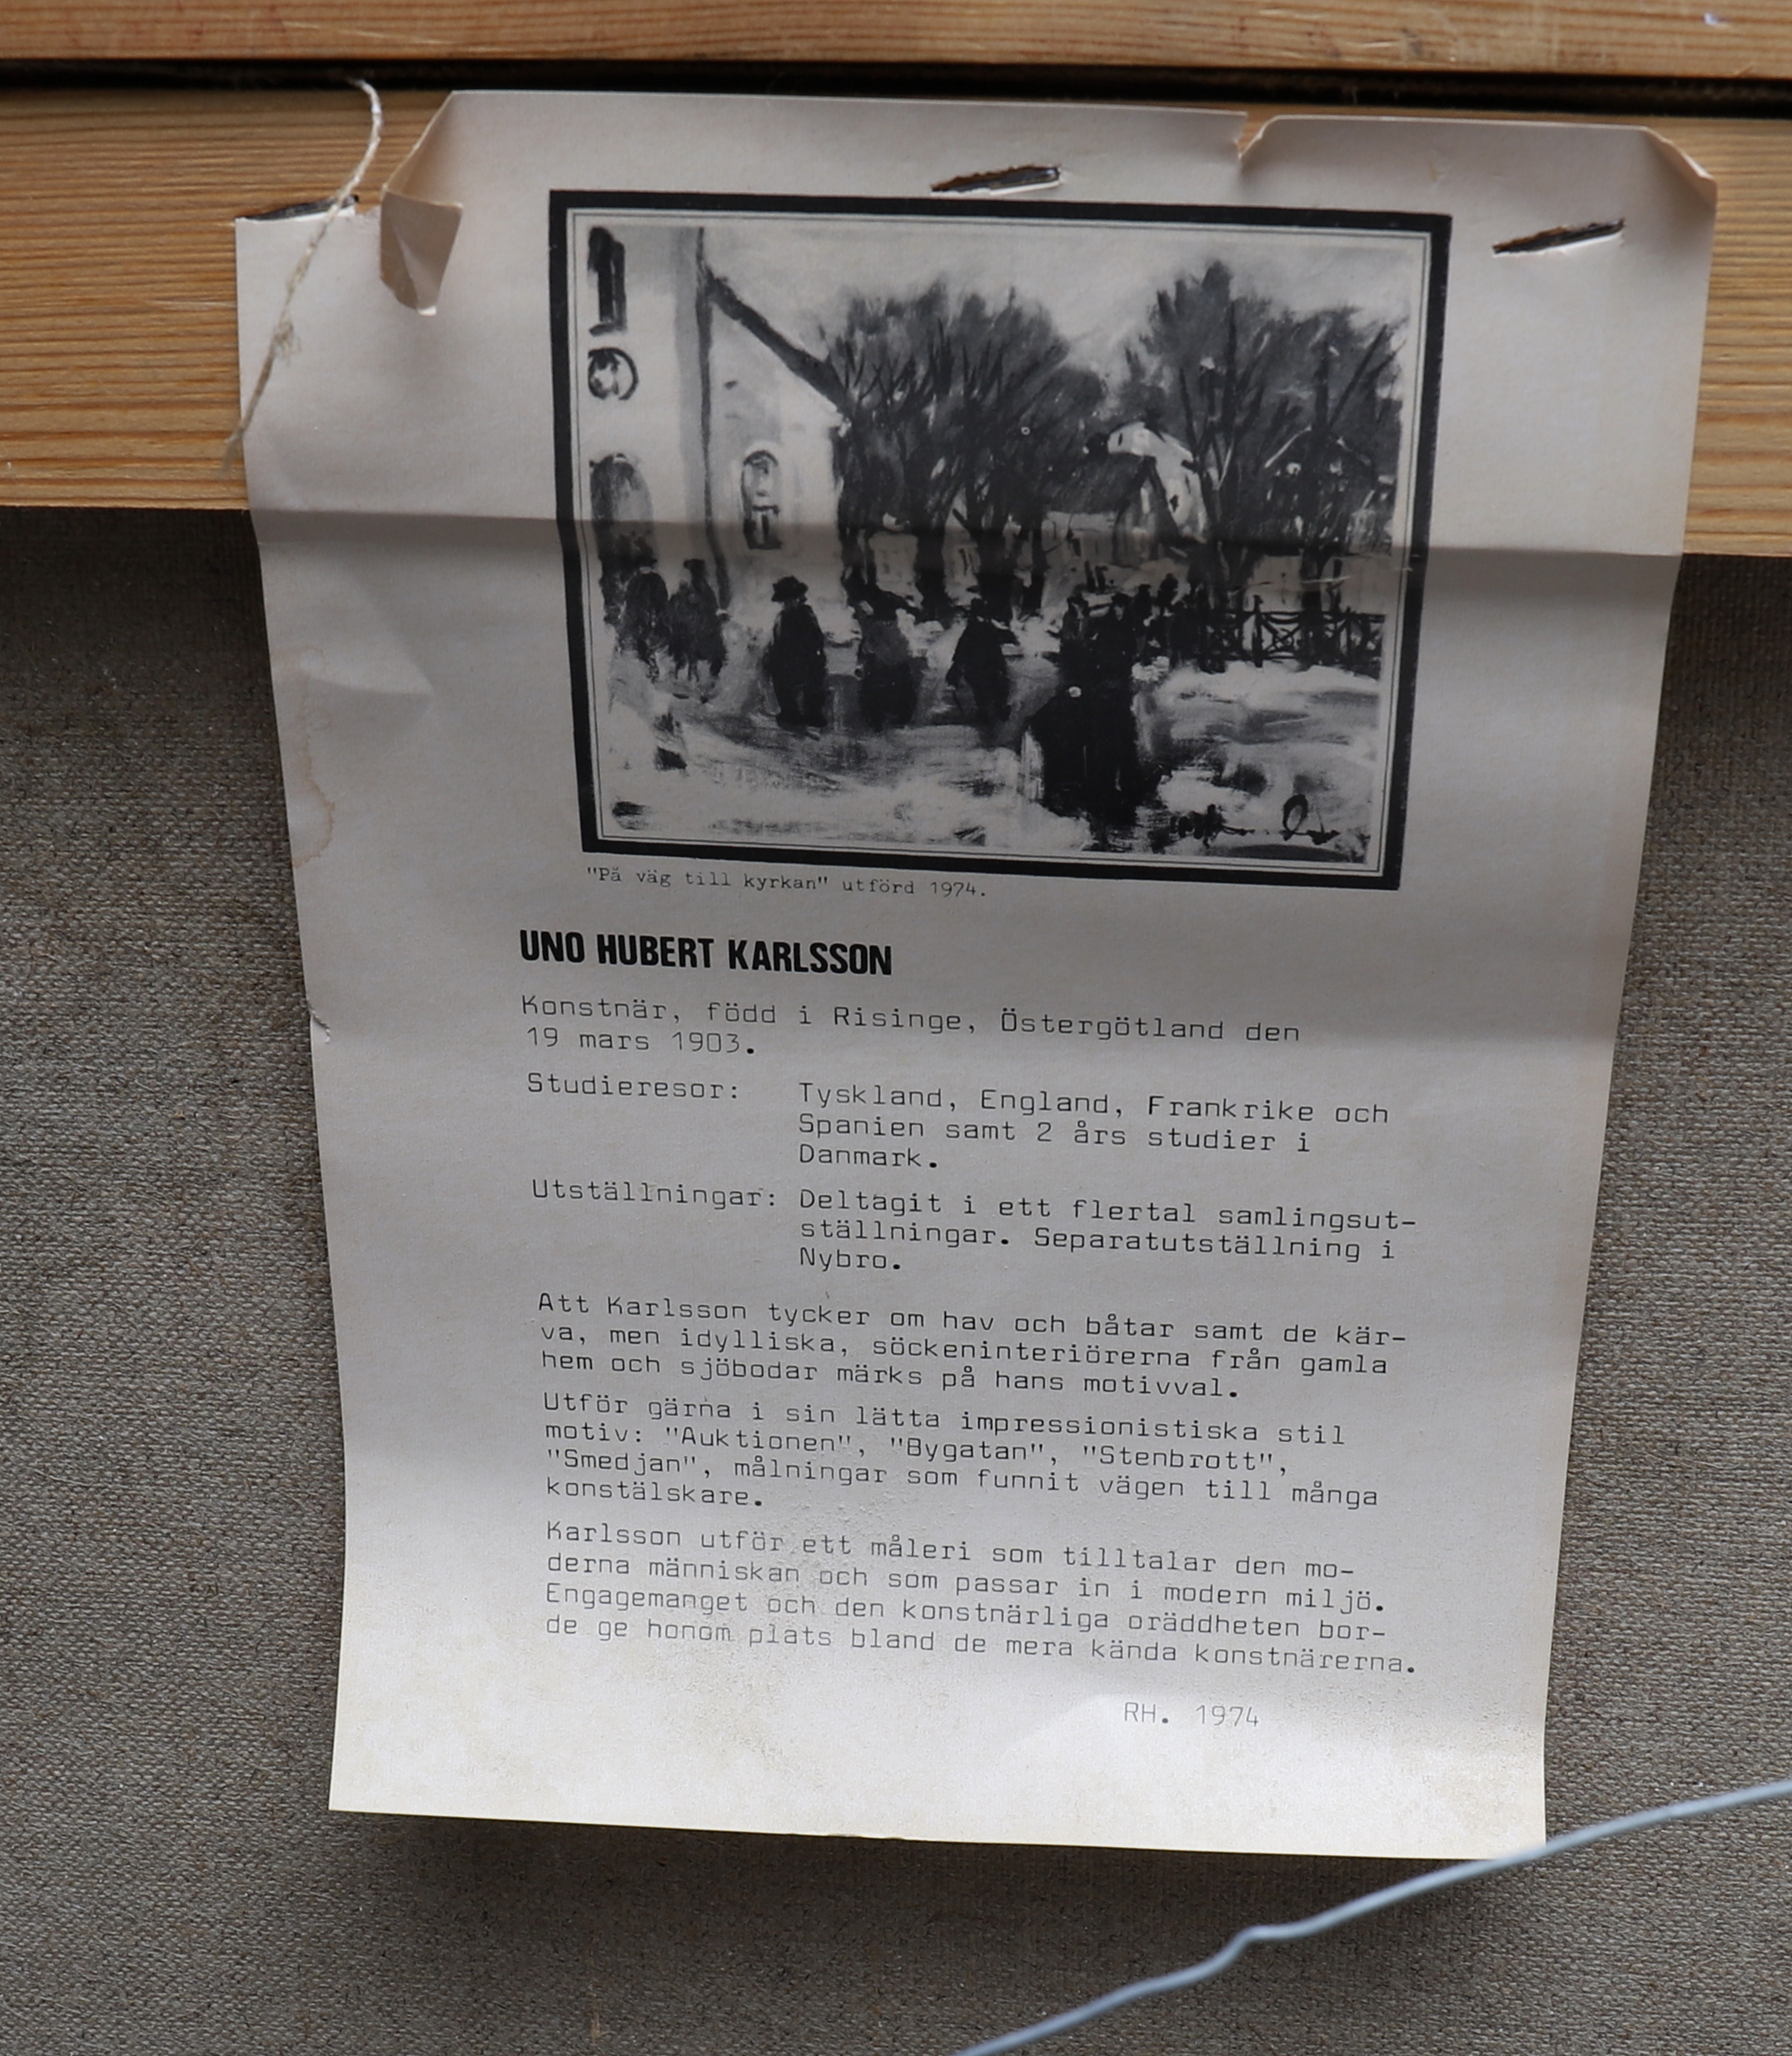 "På väg till kyrkan" utförd 1974.
UNO HUBERT KARLSSON
Konstnär, född i Risinge, Östergötland den
19 mars 1903.
Studieresor: Tyskland, England, Frankrike och
Spanien samt 2 års studier i
Danmark.
Utställningar: Deltagit i ett flertal samlingsut-
ställningar. Separatutställning i
Nybro.
Att Karlsson tycker om hav och båtar samt de kär-
va, men idylliska, söckeninteriörerna från gamla
hem och sjöbodar märks på hans motivval.
Utför gärna i sin lätta impressionistiska stil
motiv: "Auktionen", "Bygatan", "Stenbrott",
"Smedjan", målningar som funnit vägen till många
konstälskare.
Karlsson utför ett måleri som tilltalar den mo-
derna människan och som passar in i modern miljö.
Engagemanget och den konstnärliga oräddheten bor-
de ge honom plats bland de mera kända konstnärerna.
RH. 1974